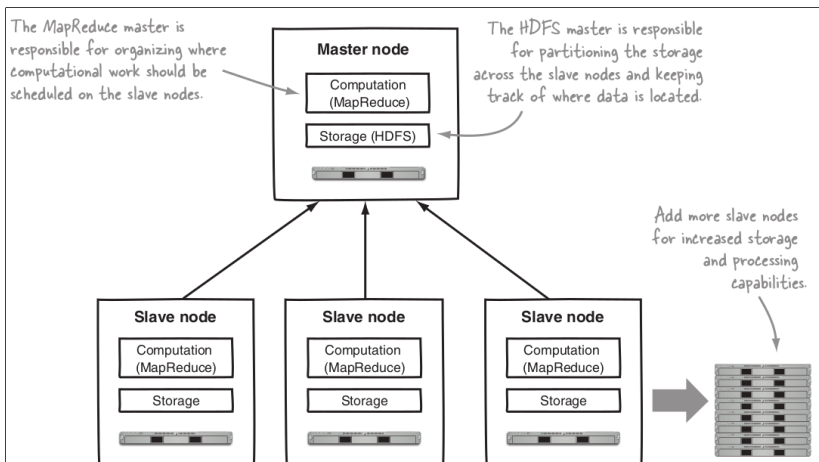 The MapReduce master is
responsible for organizing where
computational work should be
scheduled on the slave nodes.
Master node
Computation
(MapReduce)
Storage (HDFS)
The HDFS master is responsible
for partitioning the storage
across the slave nodes and keeping
track of where data is located.
Add more slave nodes
for increased storage
and processing
capabilities.
Slave node
Computation
(MapReduce)
Storage
Slave node
Computation
(MapReduce)
Storage
Slave node
Computation
(MapReduce)
Storage